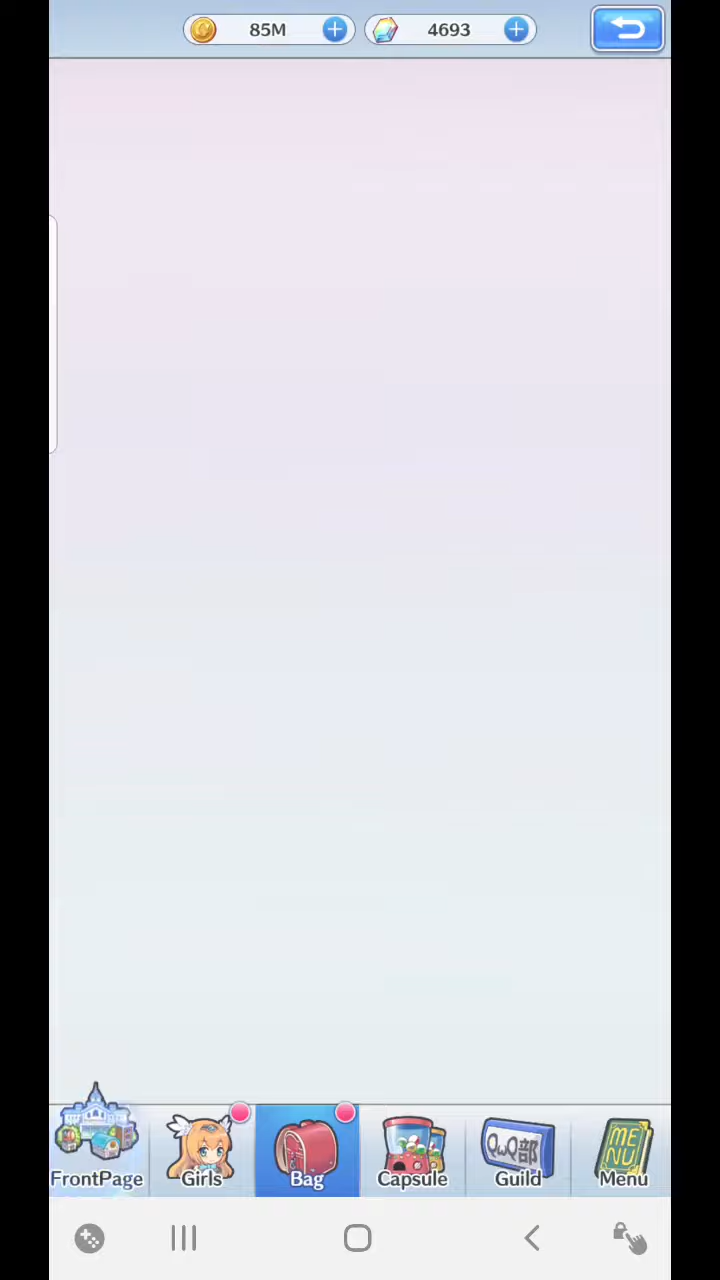 85M
4693
FrontPage
Girls
Bag
Capsule
QwQ部
Guild
MENU
Menu